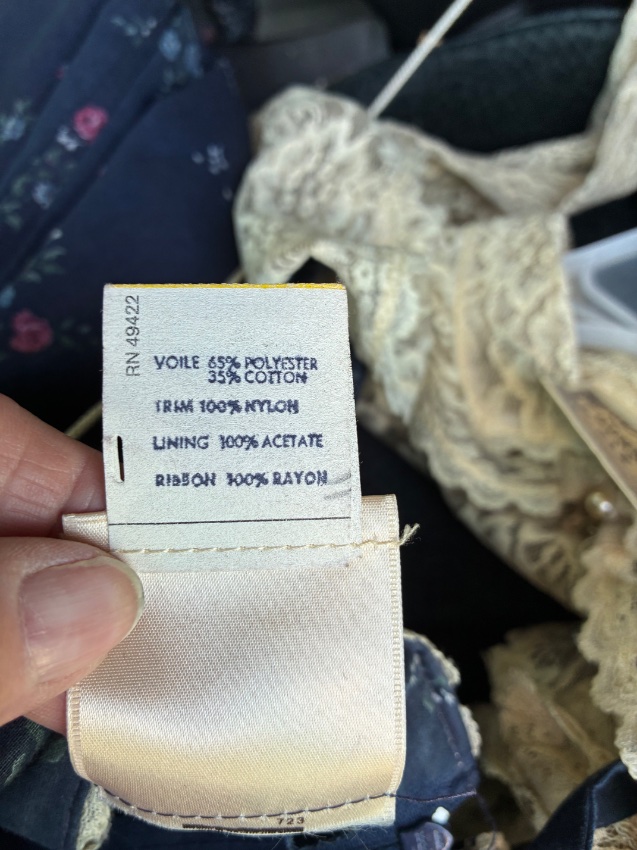 RN 49422
VOILE 65% POLYESTER
35% COTTON
TRIM 100% NYLON
LINING 100% ACETATE
RIBBON 100% RAYON
723